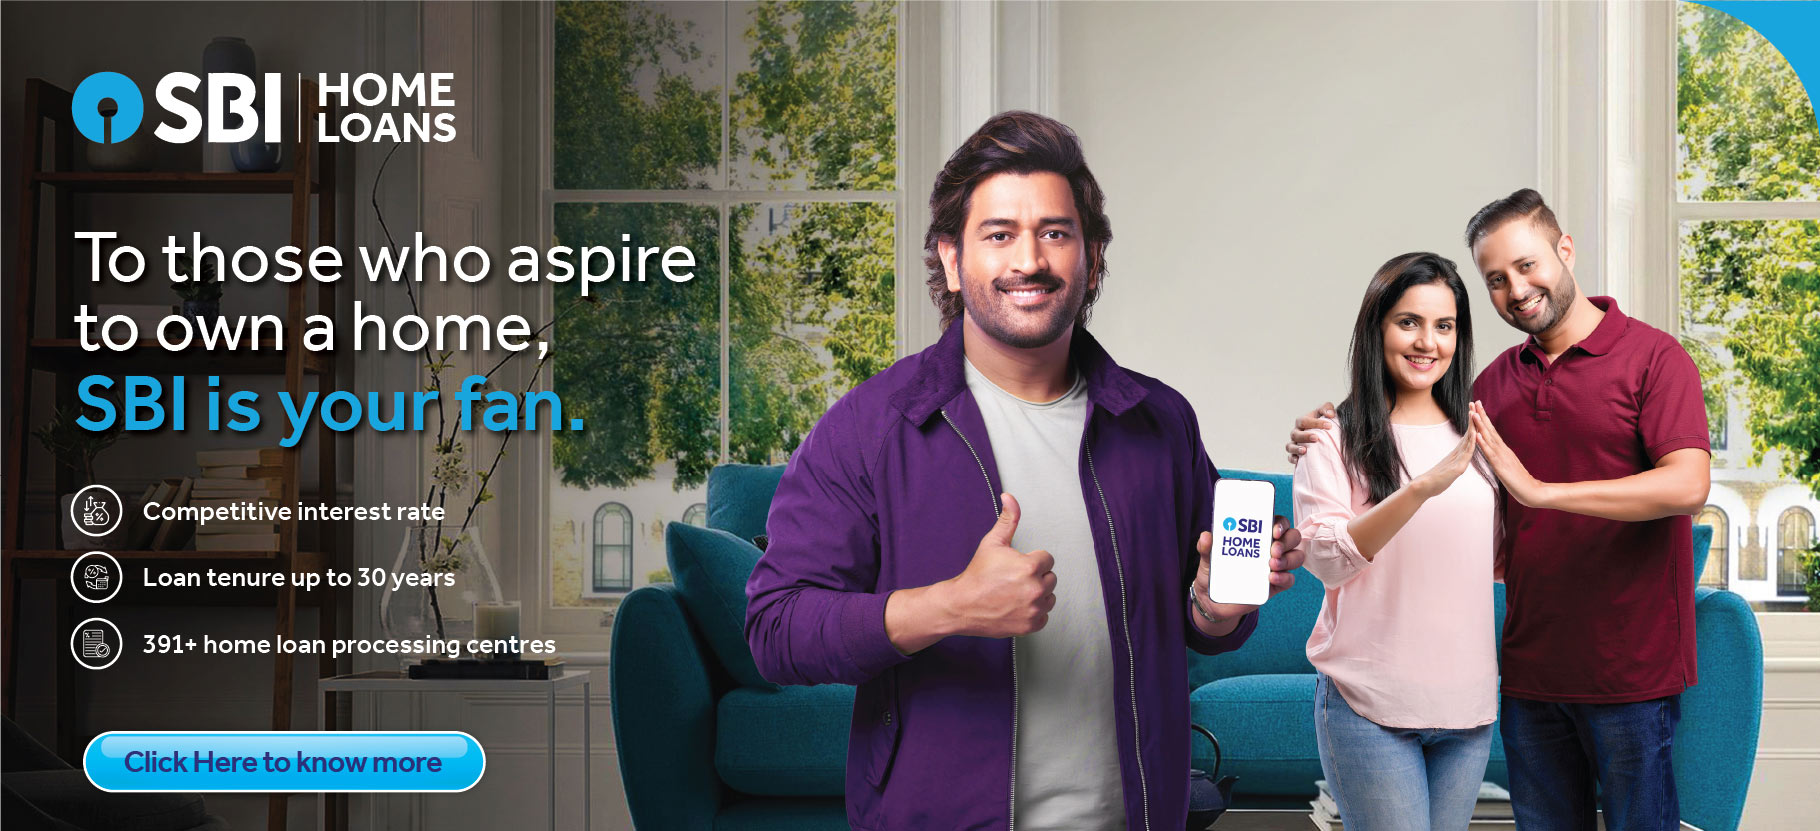 SBI
HOME
LOANS
To those who aspire
to own a home,
SBI is your fan.
Competitive interest rate
Loan tenure up to 30 years
391+ home loan processing centres
Click Here to know more
SBI
HOME
LOANS